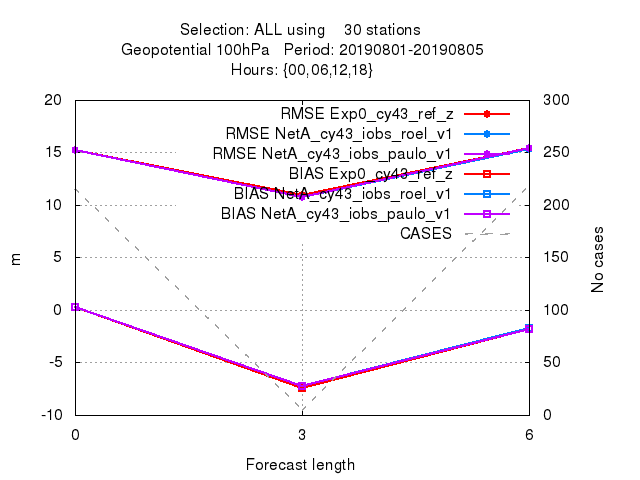 Selection: ALL using 30 stations
Geopotential 100hPa Period: 20190801-20190805
Hours: {00,06,12,18}
20
15
10
5
0
-5
-10
m
RMSE Exp0_cy43_ref_z
RMSE NetA_cy43_iobs_roel_v1
RMSE NetA_cy43_iobs_paulo_v1
BIAS Exp0_cy43_ref_z
BIAS NetA_cy43_iobs_roel_v1
BIAS NetA_cy43_iobs_paulo_v1
CASES
300
250
200
150
100
50
0
No cases
0 3 6
Forecast length